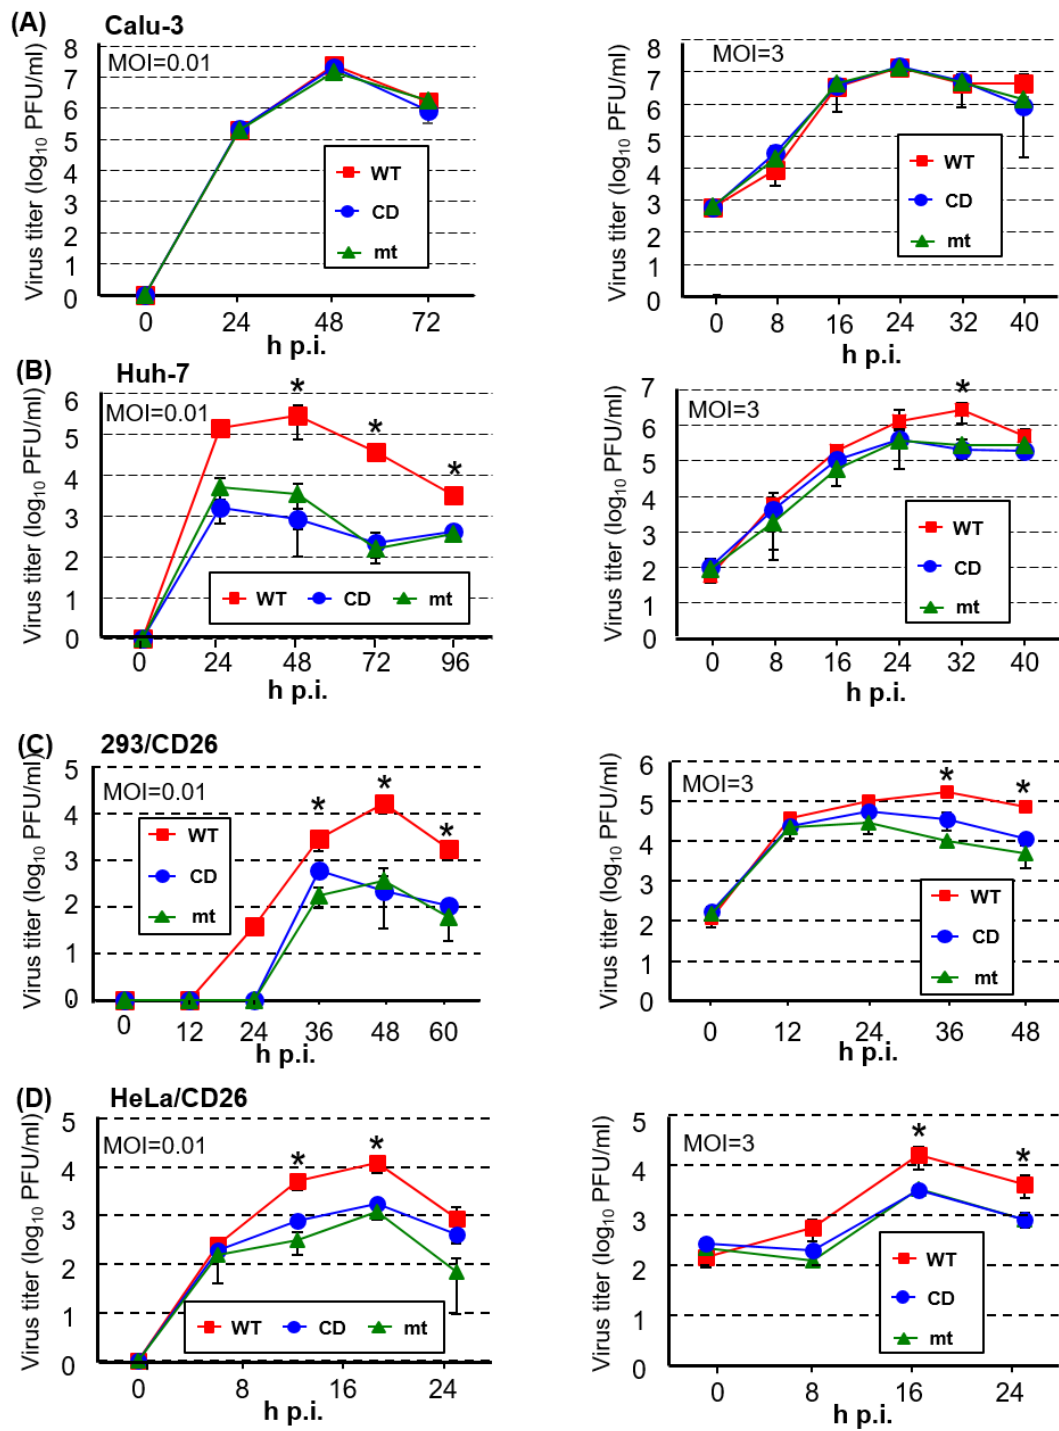 (A) Calu-3
MOI=0.01
Virus titer (log10 PFU/ml)
8
7
6
5
4
3
2
1
0
WT
CD
mt
0 24 48 72
h p.i.
MOI=3
Virus titer (log10 PFU/ml)
8
7
6
5
4
3
2
1
0
WT
CD
mt
0 8 16 24 32 40
h p.i.
(B) Huh-7
MOI=0.01
Virus titer (log10 PFU/ml)
6
5
4
3
2
1
0
* * *
WT CD mt
0 24 48 72 96
h p.i.
MOI=3
Virus titer (log10 PFU/ml)
7
6
5
4
3
2
1
0
*
WT
CD
mt
0 8 16 24 32 40
h p.i.
(C) 293/CD26
MOI=0.01
Virus titer (log10 PFU/ml)
5
4
3
2
1
0
* * *
WT
CD
mt
0 12 24 36 48 60
h p.i.
MOI=3
Virus titer (log10 PFU/ml)
6
5
4
3
2
1
0
* *
WT
CD
mt
0 12 24 36 48
h p.i.
(D) HeLa/CD26
MOI=0.01
Virus titer (log10 PFU/ml)
5
4
3
2
1
0
* *
WT CD mt
0 8 16 24
h p.i.
MOI=3
Virus titer (log10 PFU/ml)
5
4
3
2
1
0
* *
WT
CD
mt
0 8 16 24
h p.i.